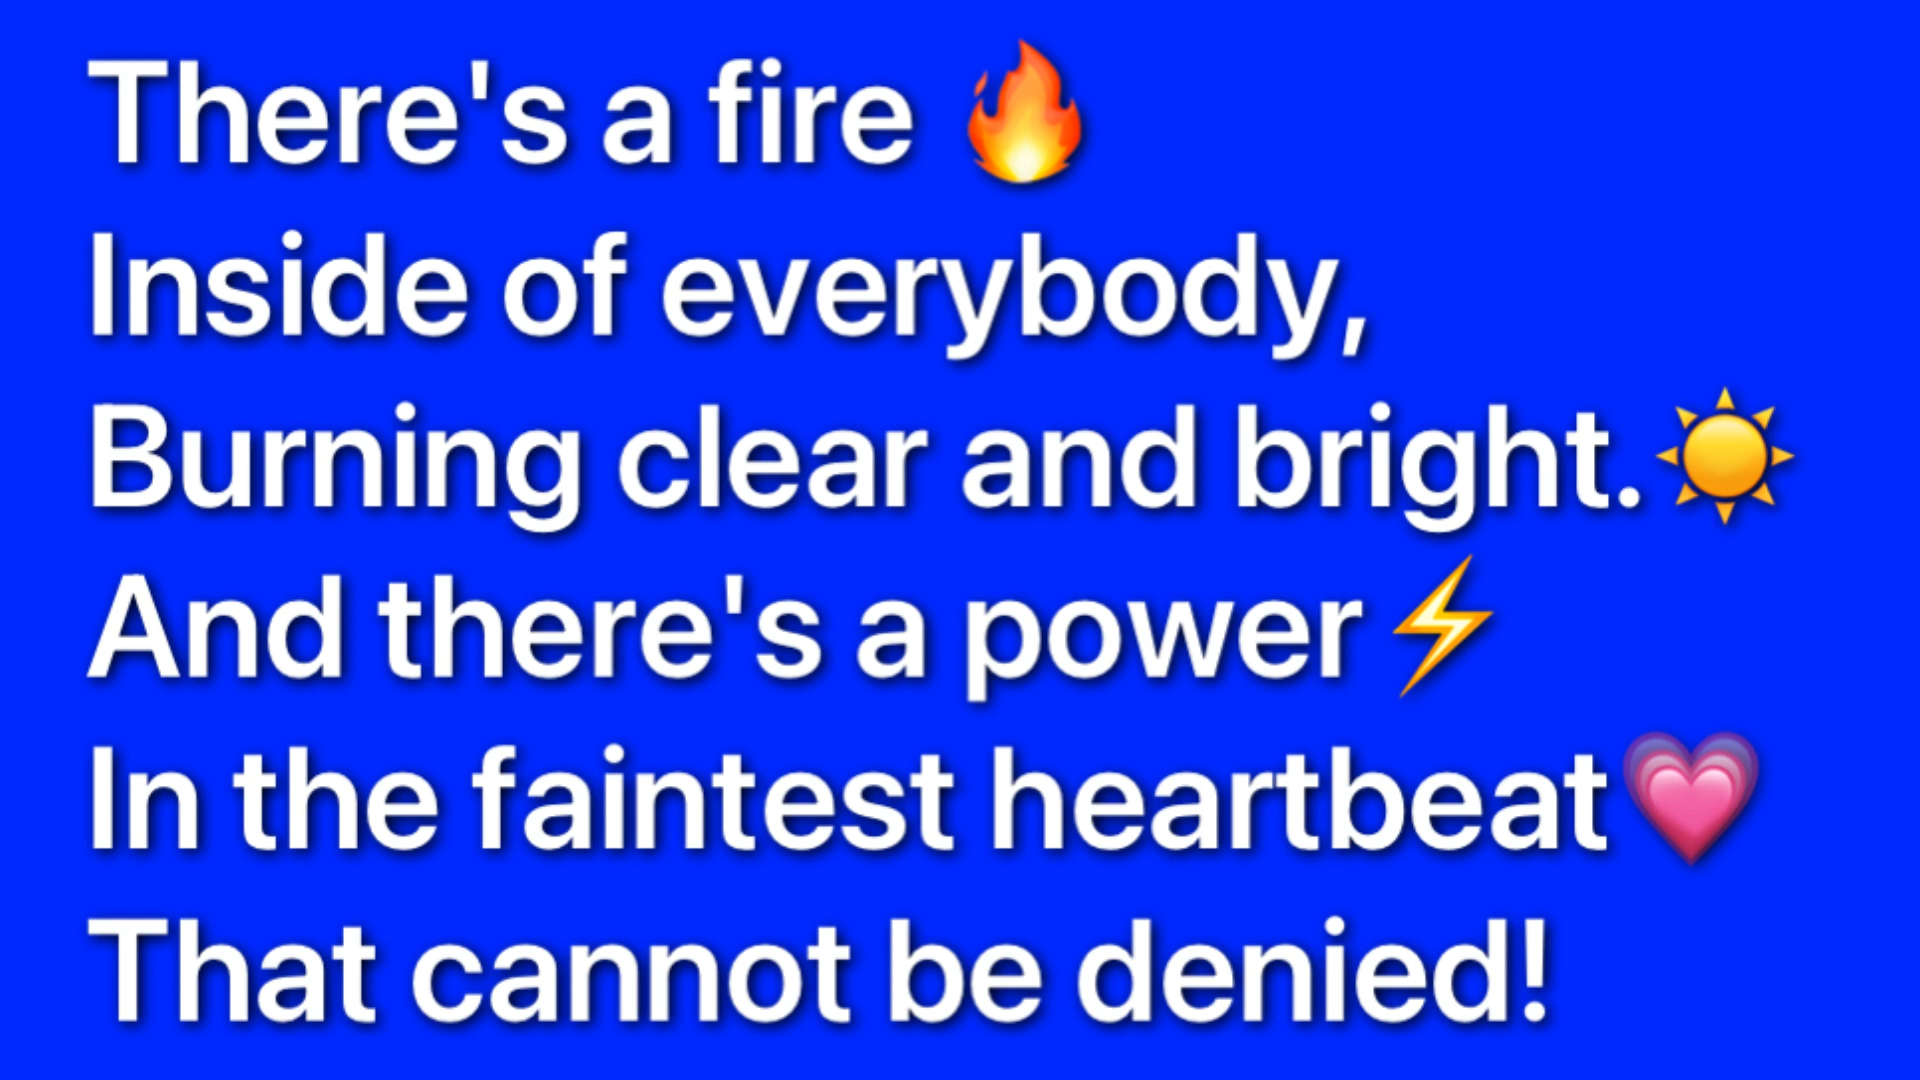 There's a fire 🔥
Inside of everybody,
Burning clear and bright.☀️
And there's a power⚡
In the faintest heartbeat💗
That cannot be denied!